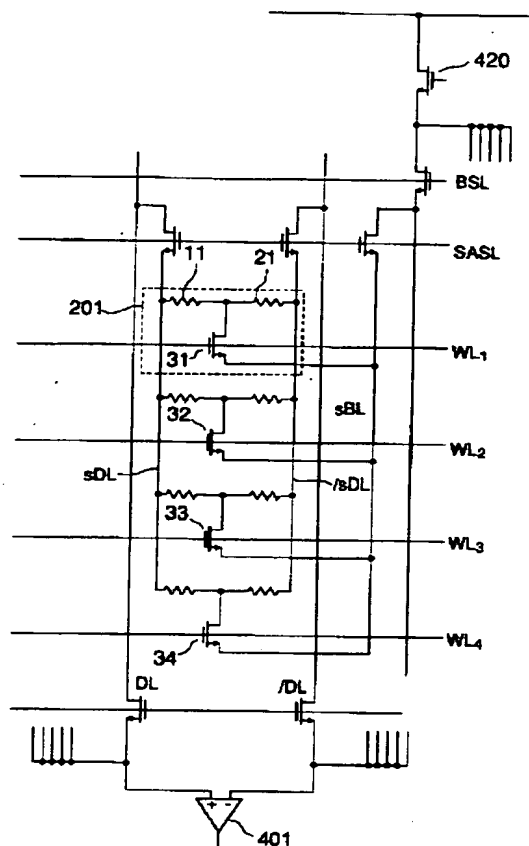 420
BSL
SASL
11
21
201
31
WL1
sBL
32
WL2
sDL
/sDL
33
WL3
34
WL4
DL
/DL
+ -
401